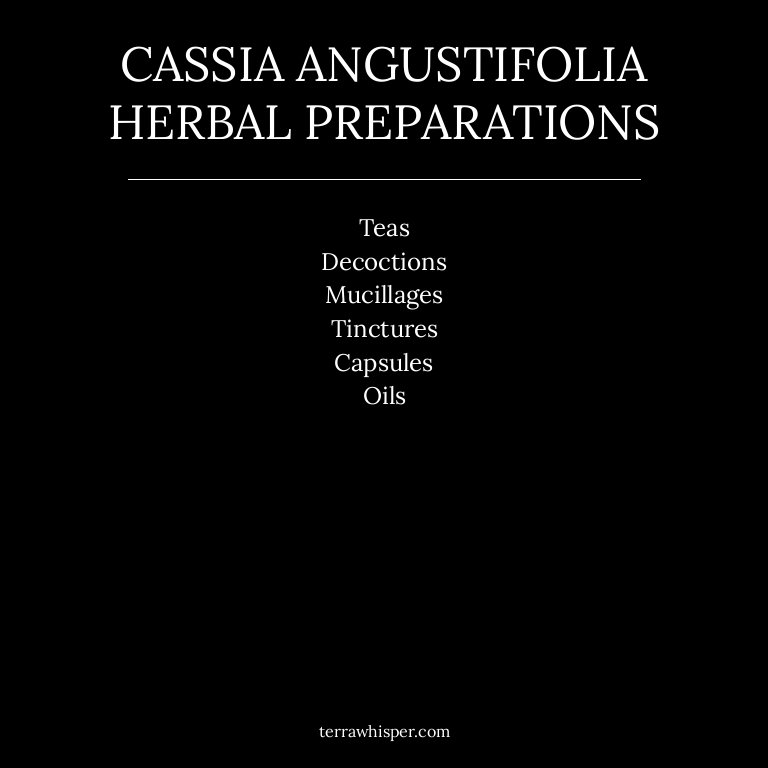 CASSIA ANGUSTIFOLIA
HERBAL PREPARATIONS
Teas
Decoctions
Mucillages
Tinctures
Capsules
Oils
terrawhisper.com